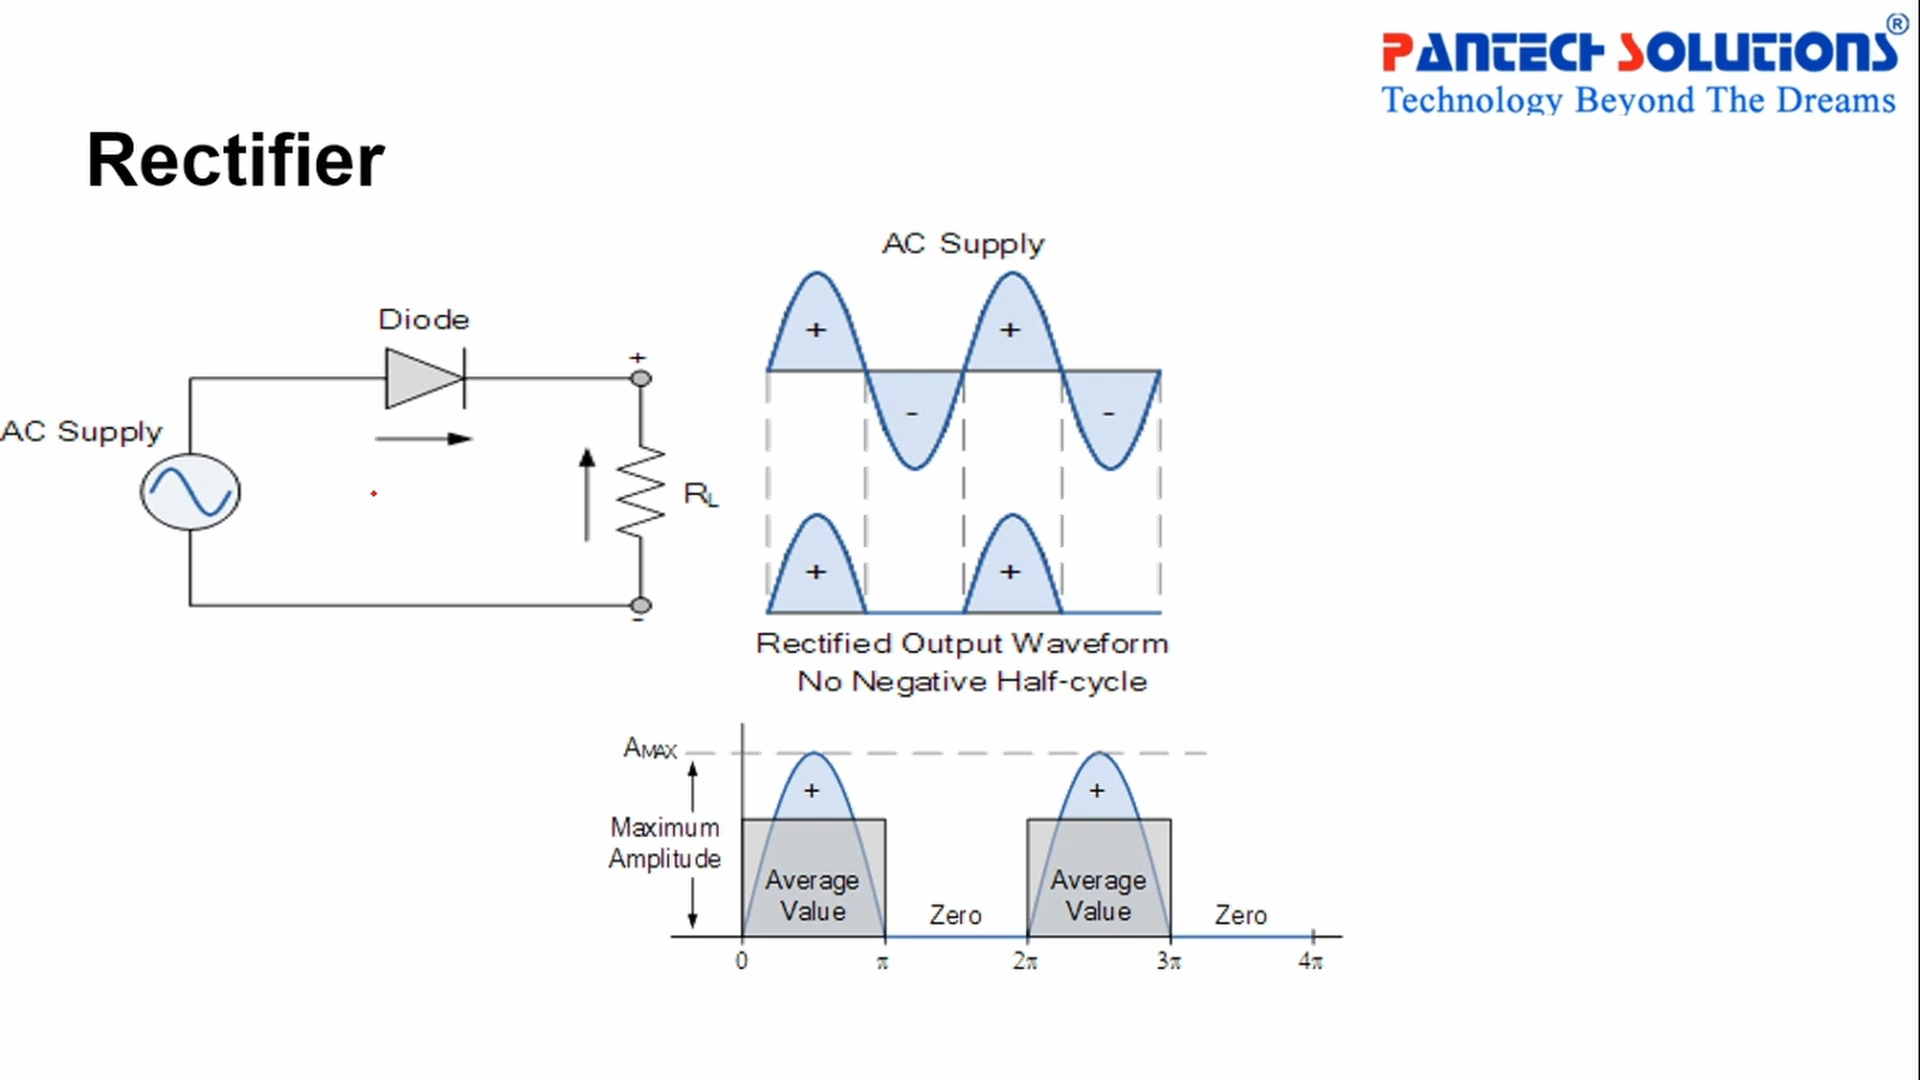 PANTECH SOLUTIONS®
Technology Beyond The Dreams
Rectifier
AC Supply
Diode
+
AC Supply
RL
-
+ +
- -
+ +
Rectified Output Waveform
No Negative Half-cycle
AMAX
+ +
Maximum
Amplitude
Average
Value
Zero
Average
Value
Zero
0 π 2π 3π 4π